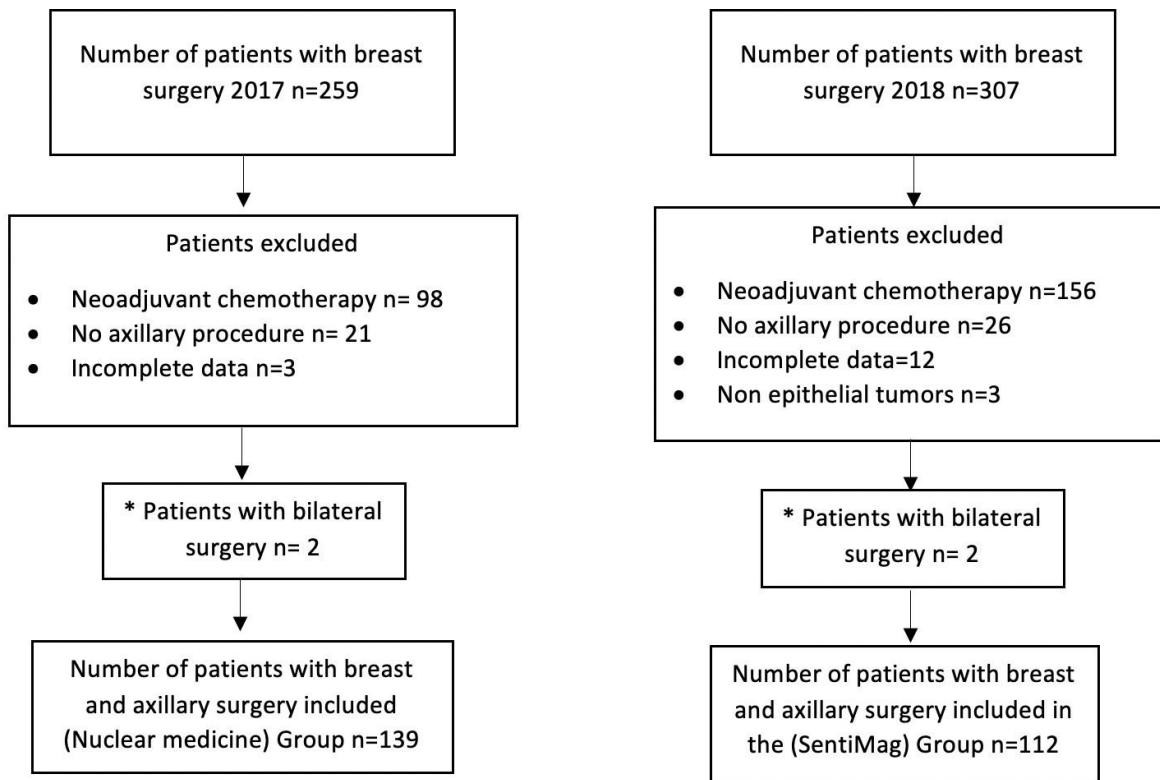 Number of patients with breast
surgery 2017 n=259
Patients excluded
• Neoadjuvant chemotherapy n= 98
• No axillary procedure n= 21
• Incomplete data n=3
* Patients with bilateral
surgery n= 2
Number of patients with breast
and axillary surgery included
(Nuclear medicine) Group n=139
Number of patients with breast
surgery 2018 n=307
Patients excluded
• Neoadjuvant chemotherapy n=156
• No axillary procedure n=26
• Incomplete data=12
• Non epithelial tumors n=3
* Patients with bilateral
surgery n= 2
Number of patients with breast
and axillary surgery included in
the (SentiMag) Group n=112